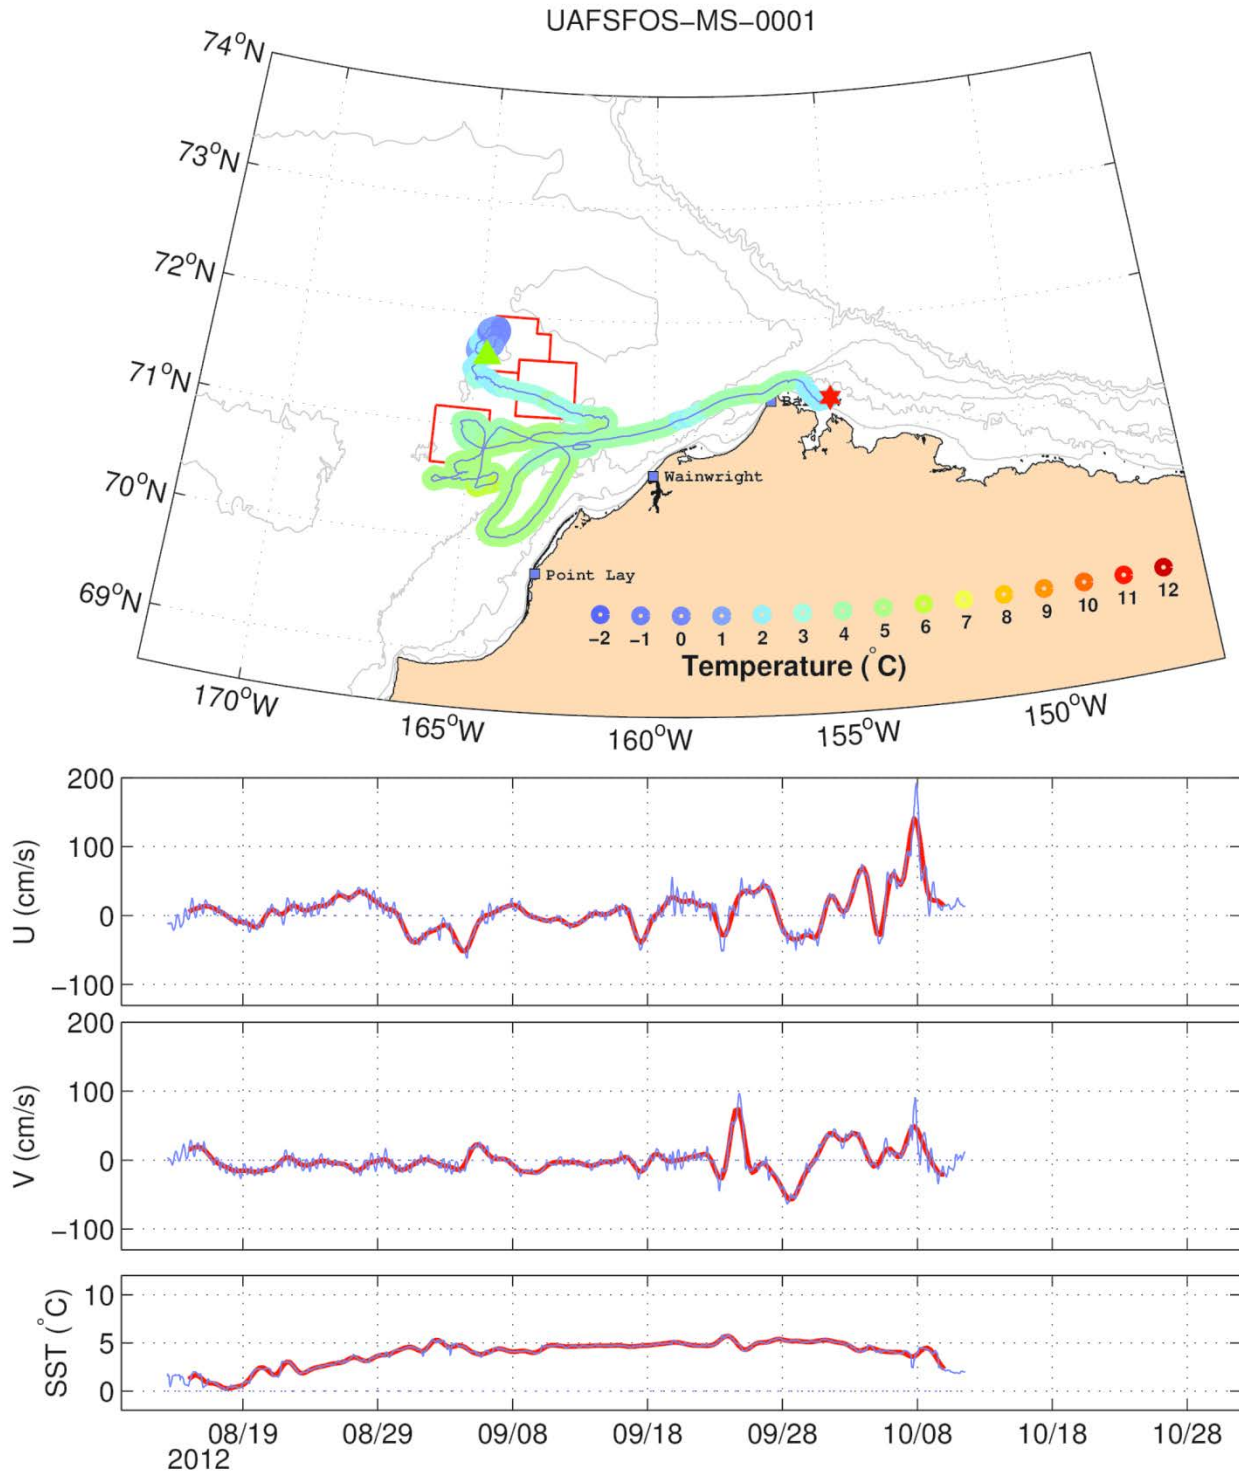 UAFSFOS-MS-0001
74°N
73°N
72°N
71°N
70°N
69°N
Wainwright
Point Lay
-2 -1 0 1 2 3 4 5 6 7 8 9 10 11 12
Temperature (°C)
170°W 165°W 160°W 155°W 150°W
200
100
0
-100
U (cm/s)
200
100
0
-100
V (cm/s)
10
5
0
SST (°C)
08/19 08/29 09/08 09/18 09/28 10/08 10/18 10/28
2012